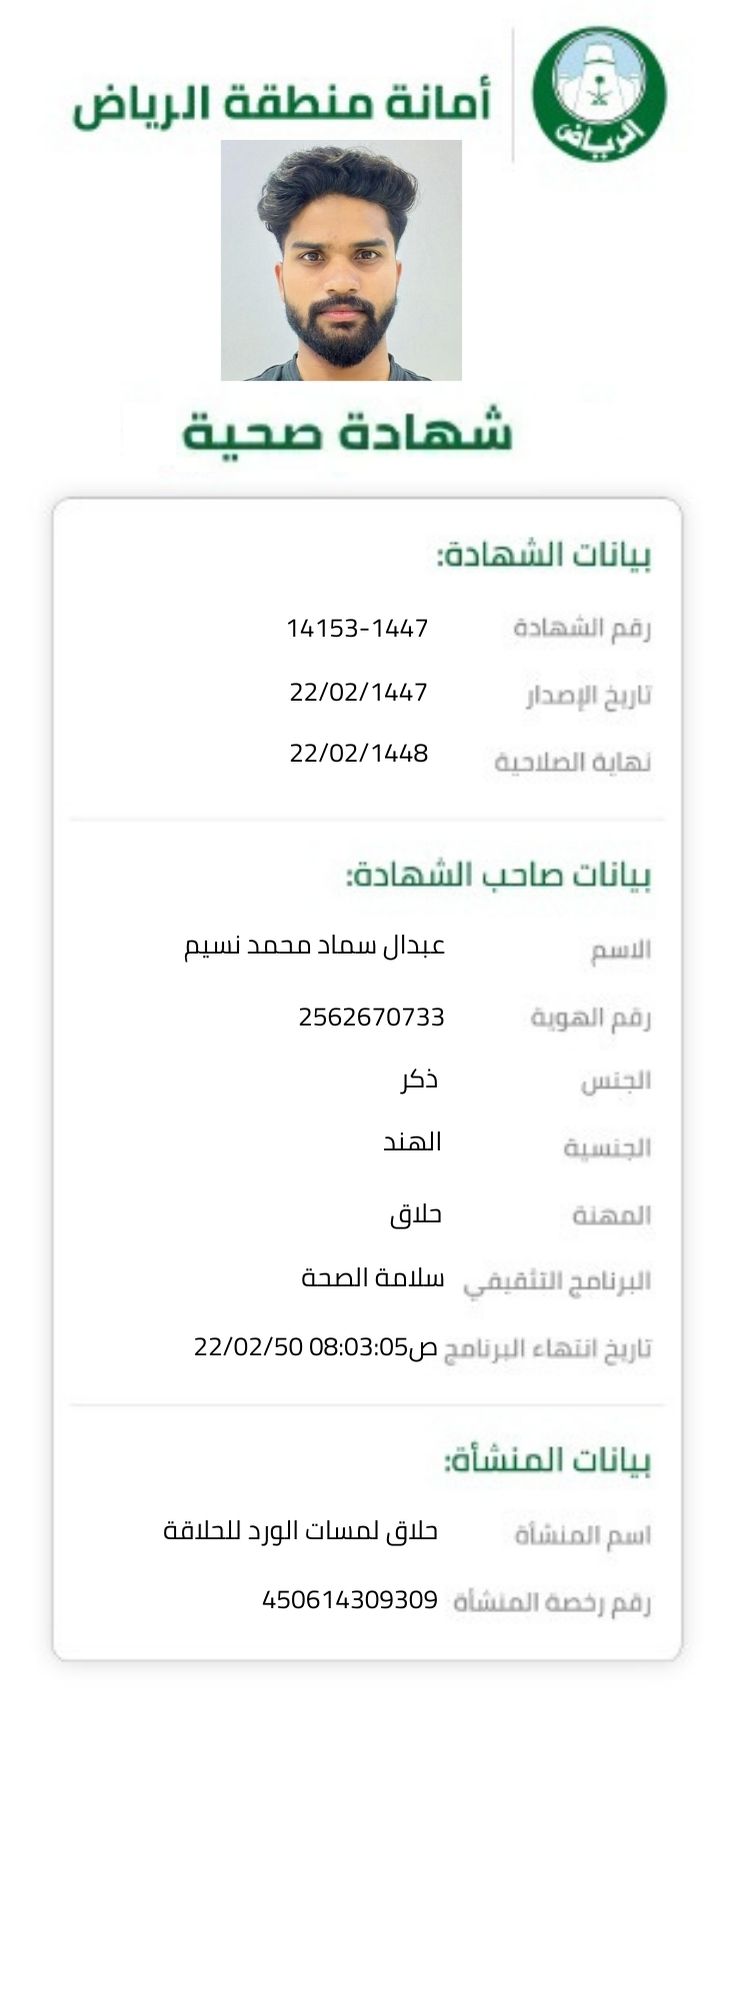 أمانة منطقة الرياض
الرياض
شهادة صحية
بيانات الشهادة:
رقم الشهادة 14153-1447
تاريخ الإصدار 22/02/1447
نهاية الصلاحية 22/02/1448
بيانات صاحب الشهادة:
الاسم عبدال سماد محمد نسيم
رقم الهوية 2562670733
الجنس ذكر
الجنسية الهند
المهنة حلاق
البرنامج التثقيفي سلامة الصحة
تاريخ انتهاء البرنامج ص08:03:05 22/02/50
بيانات المنشأة:
اسم المنشأة حلاق لمسات الورد للحلاقة
رقم رخصة المنشأة 450614309309